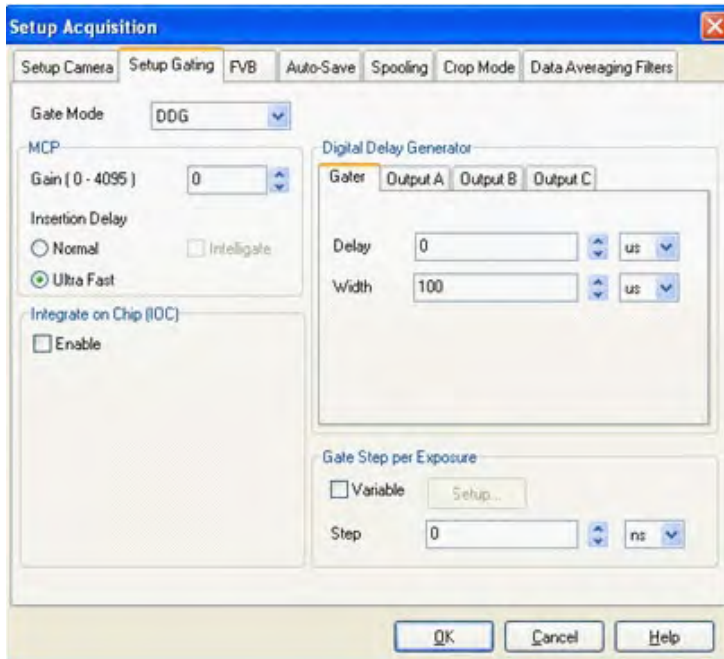 Setup Acquisition
Setup Camera Setup Gating FVB Auto-Save Spooling Crop Mode Data Averaging Filters
Gate Mode DDG
MCP
Gain ( 0 - 4095 ) 0
Insertion Delay
Normal Intelligate
Ultra Fast
Integrate on Chip (IOC)
Enable
Digital Delay Generator
Gater Output A Output B Output C
Delay 0 us
Width 100 us
Gate Step per Exposure
Variable Setup...
Step 0 ns
OK Cancel Help